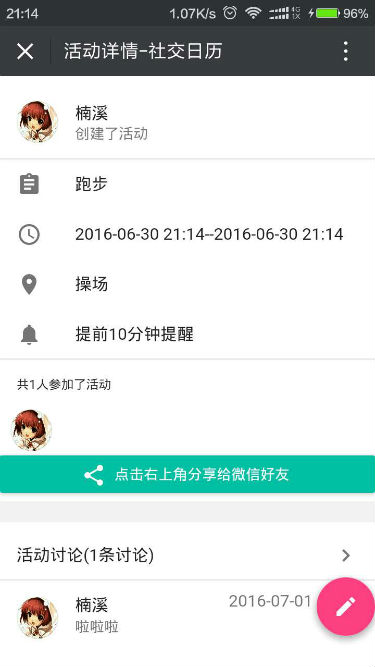 21:14 1.07K/s 4G 1X 96%
活动详情-社交日历
楠溪
创建了活动
跑步
2016-06-30 21:14--2016-06-30 21:14
操场
提前10分钟提醒
共1人参加了活动
点击右上角分享给微信好友
活动讨论(1条讨论)
楠溪 2016-07-01
啦啦啦